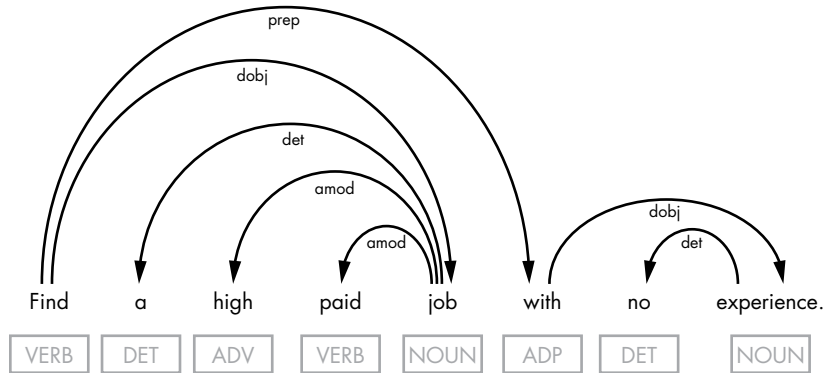 prep
dobj
det
amod
dobj
amod
det
Find a high paid job with no experience.
VERB DET ADV VERB NOUN ADP DET NOUN